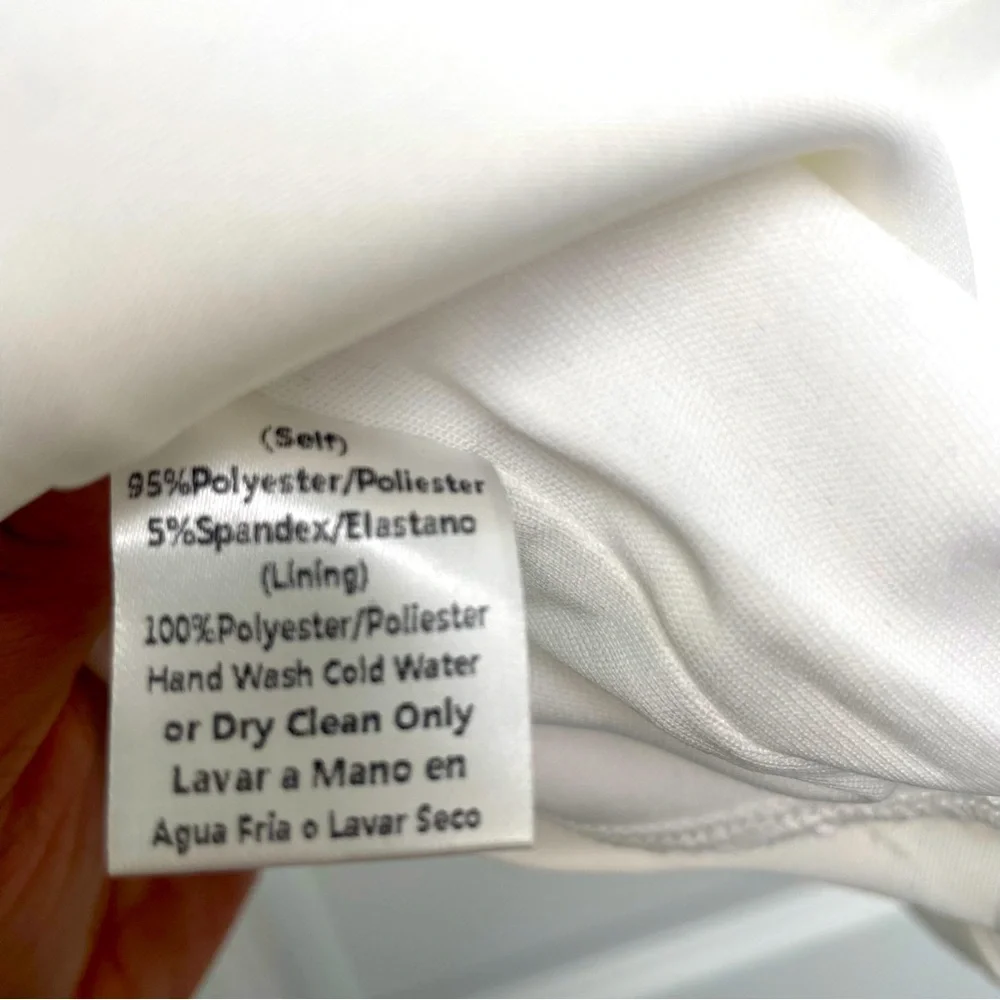 (Self)
95%Polyester/Poliester
5%Spandex/Elastano
(Lining)
100%Polyester/Poliester
Hand Wash Cold Water
or Dry Clean Only
Lavar a Mano en
Agua Fria o Lavar Seco